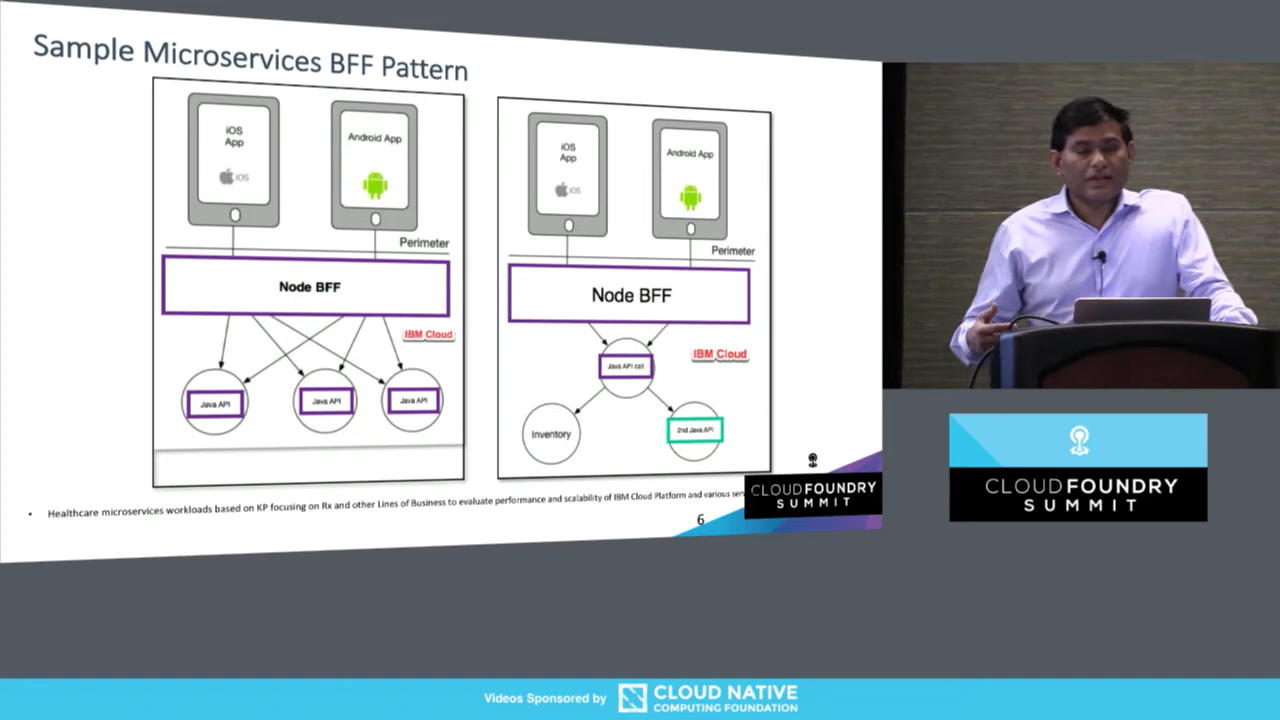 Sample Microservices BFF Pattern
iOS
App
iOS
Android App
Perimeter
Node BFF
IBM Cloud
Java API
Java API
Java API
iOS
App
iOS
Android App
Perimeter
Node BFF
Java API call
IBM Cloud
Inventory
2nd Java API
• Healthcare microservices workloads based on KP focusing on Rx and other Lines of Business to evaluate performance and scalability of IBM Cloud Platform and various
6
CLOUD FOUNDRY
SUMMIT
CLOUD FOUNDRY
SUMMIT
Videos Sponsored by
CLOUD NATIVE
COMPUTING FOUNDATION